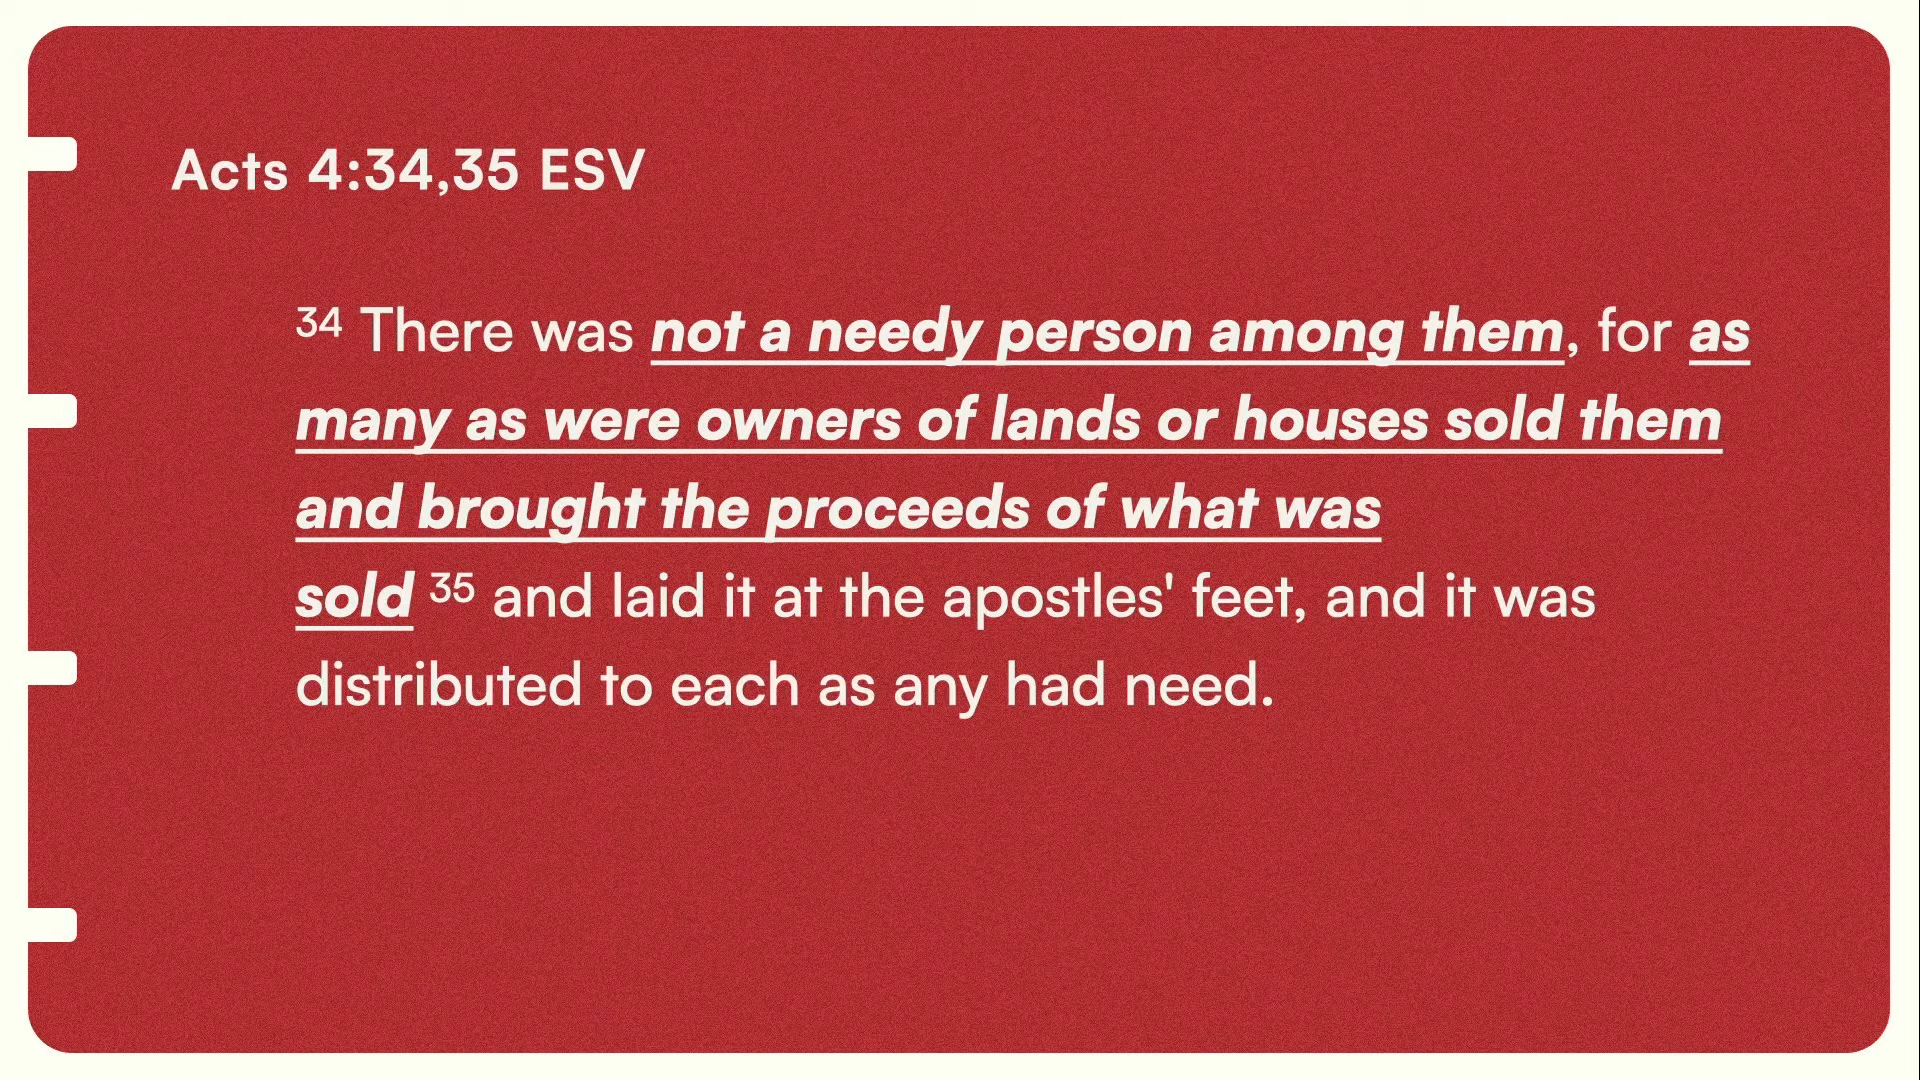 Acts 4:34,35 ESV
34 There was not a needy person among them, for as
many as were owners of lands or houses sold them
and brought the proceeds of what was
sold 35 and laid it at the apostles' feet, and it was
distributed to each as any had need.